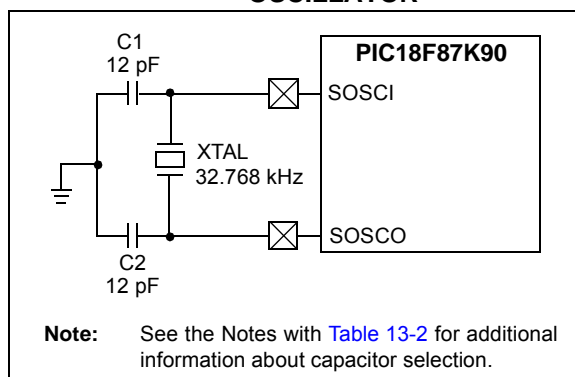 C1
12 pF
PIC18F87K90
SOSCI
XTAL
32.768 kHz
SOSCO
C2
12 pF
Note: See the Notes with Table 13-2 for additional
information about capacitor selection.